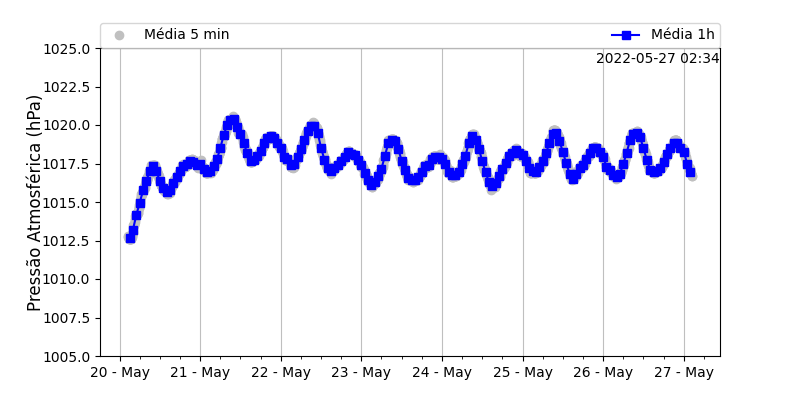 Média 5 min
Média 1h
2022-05-27 02:34
Pressão Atmosférica (hPa)
1025.0
1022.5
1020.0
1017.5
1015.0
1012.5
1010.0
1007.5
1005.0
20 - May
21 - May
22 - May
23 - May
24 - May
25 - May
26 - May
27 - May